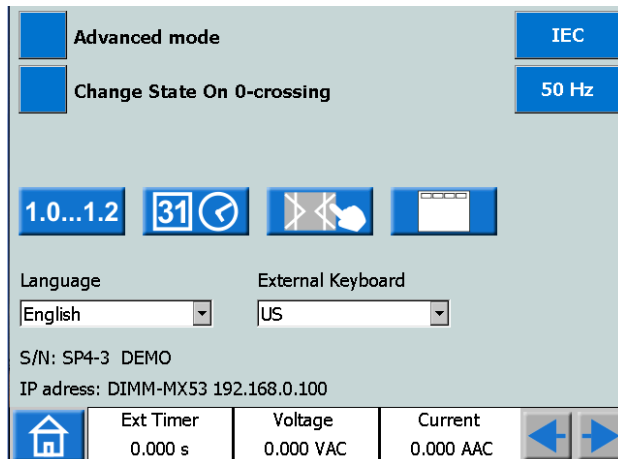 Advanced mode
IEC
Change State On 0-crossing
50 Hz
1.0...1.2
31
Language
External Keyboard
English
US
S/N: SP4-3 DEMO
IP adress: DIMM-MX53 192.168.0.100
Ext Timer
Voltage
Current
0.000 s
0.000 VAC
0.000 AAC